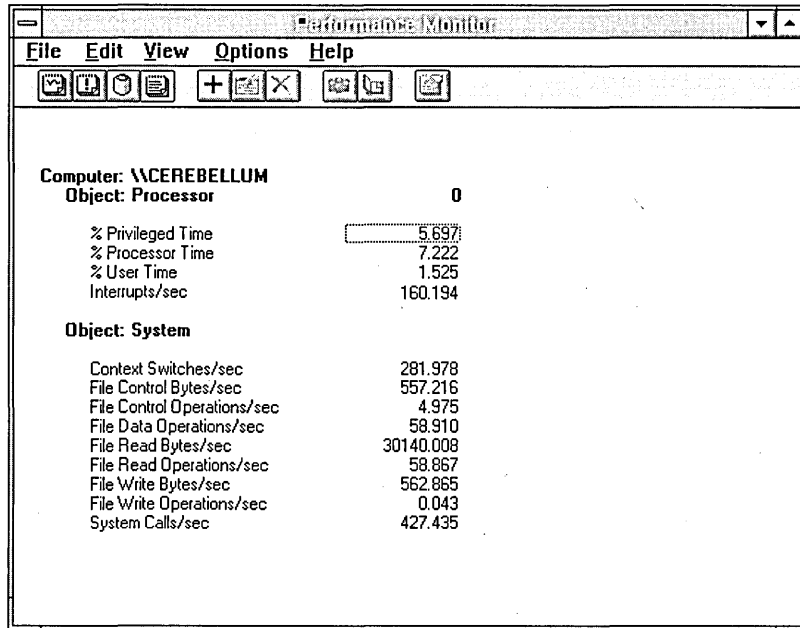 Performance Monitor
File Edit View Options Help
Computer: \\CEREBELLUM
Object: Processor 0
% Privileged Time 5.697
% Processor Time 7.222
% User Time 1.525
Interrupts/sec 160.194
Object: System
Context Switches/sec 281.978
File Control Bytes/sec 557.216
File Control Operations/sec 4.975
File Data Operations/sec 58.910
File Read Bytes/sec 30140.008
File Read Operations/sec 58.867
File Write Bytes/sec 562.865
File Write Operations/sec 0.043
System Calls/sec 427.435